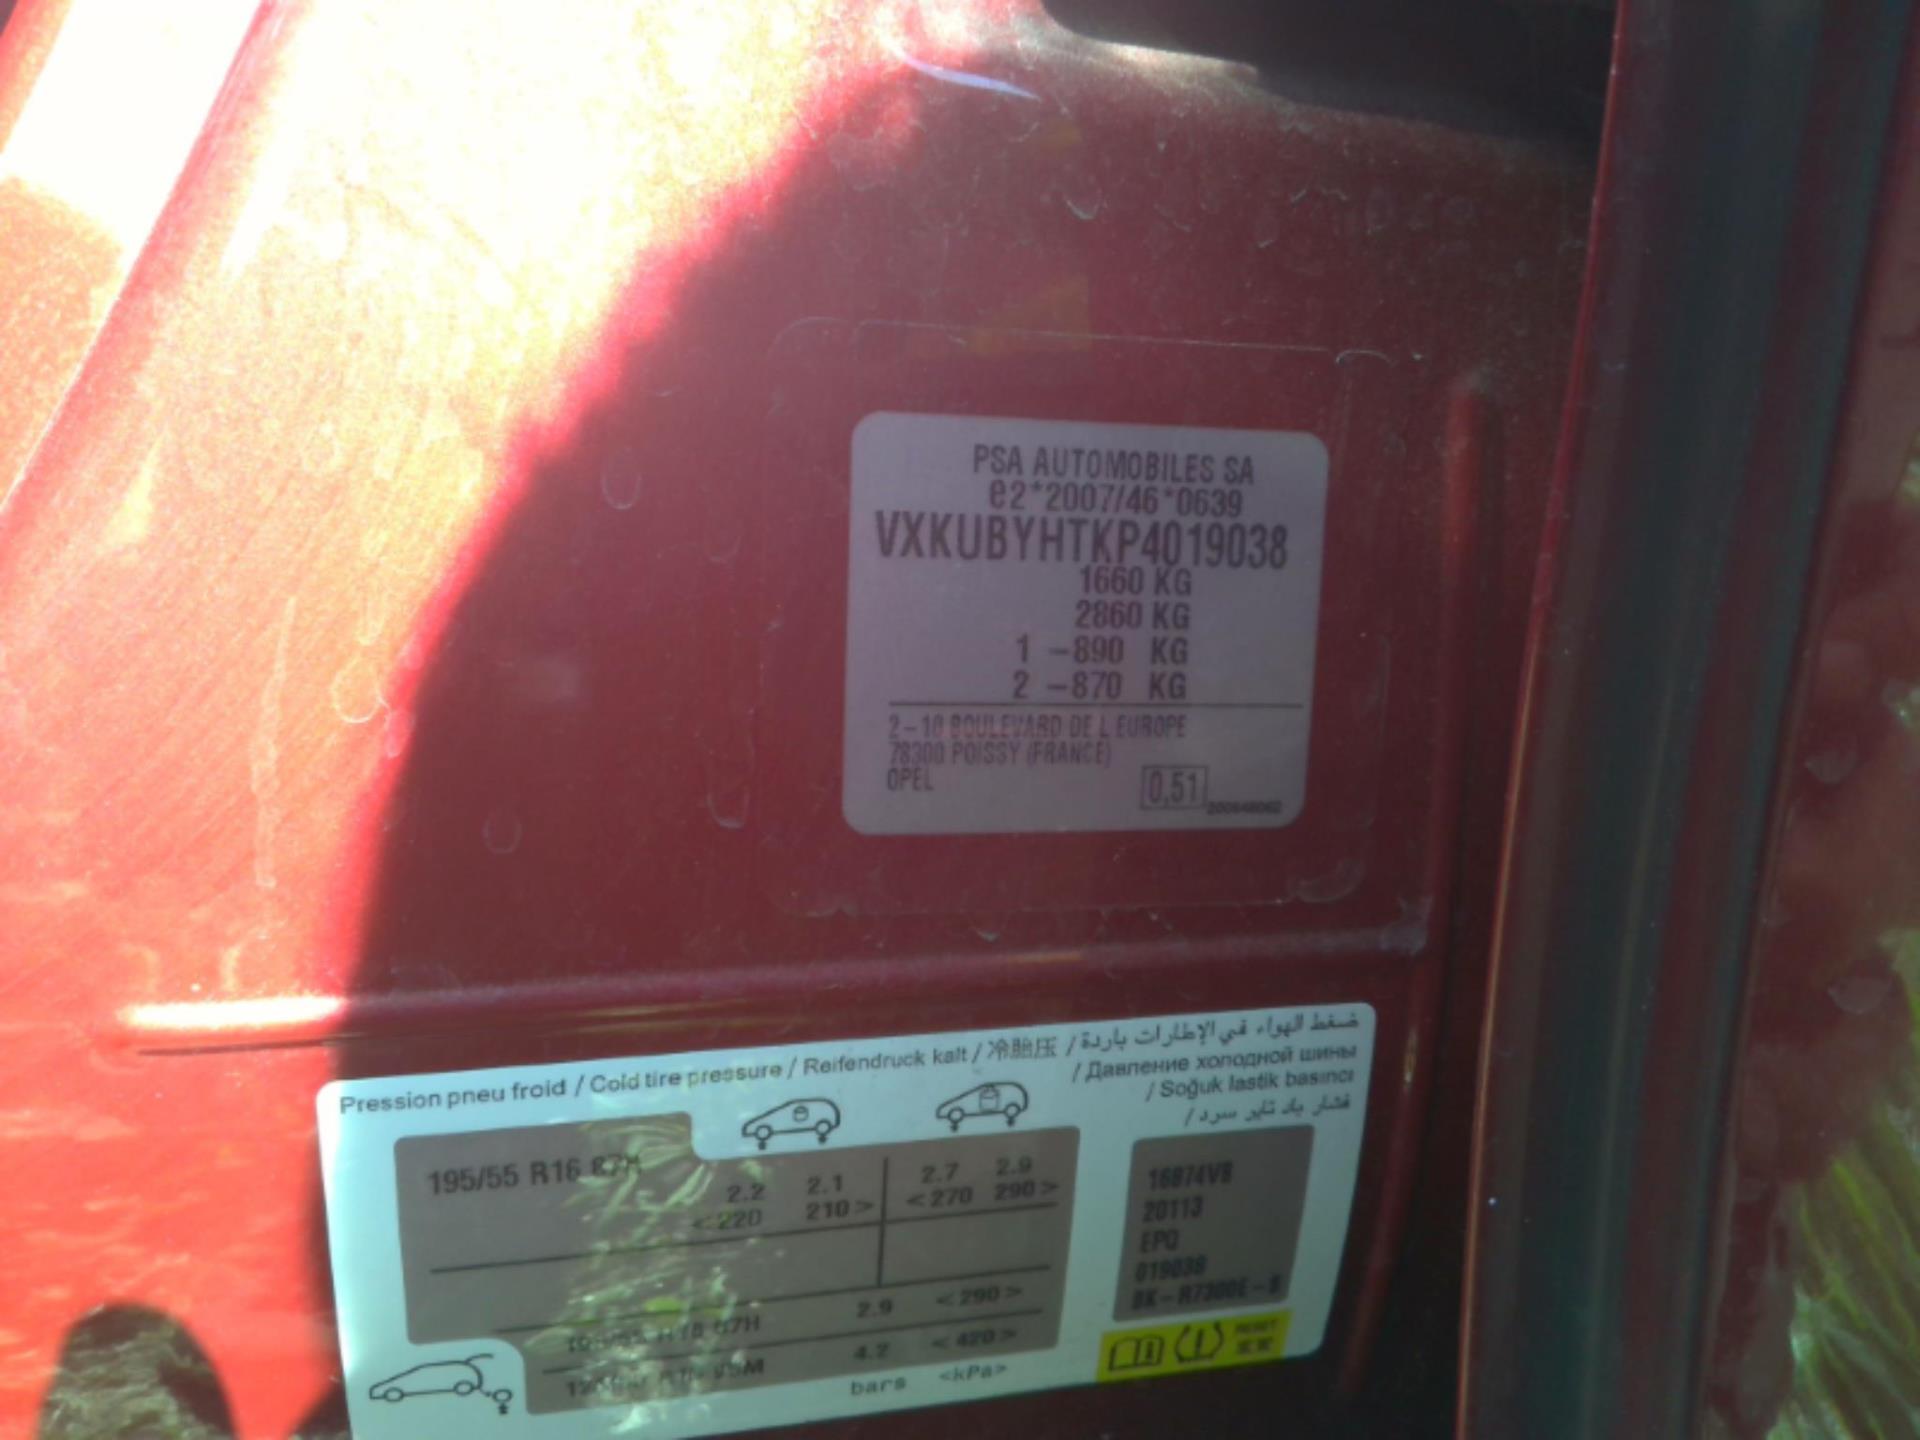 PSA AUTOMOBILES SA
e2*2007/46*0639
VXKUBYHTKP4019038
1660 KG
2860 KG
1 -890 KG
2 -870 KG
2-10 BOULEVARD DE L EUROPE
78300 POISSY (FRANCE)
OPEL
0,51
Pression pneu froid / Cold tire pressure / Reifendruck kalt / 冷胎压 / ضغط الهواء في الإطارات باردة
/ Давление холодной шины
/ Soğuk lastik basıncı
/ فشار باد تایر سرد
195/55 R16 87H
2.2 2.1 2.7 2.9
<220 210> <270 290>
2.9 <290>
4.2 <420>
bars <kPa>
20113
019038